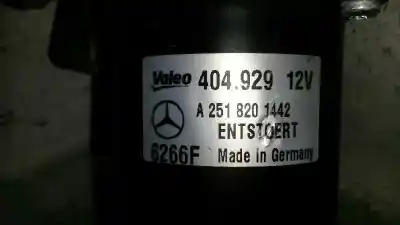 Valeo 404.929 12V
A 251 820 1442
ENTSTOERT
6266F Made in Germany